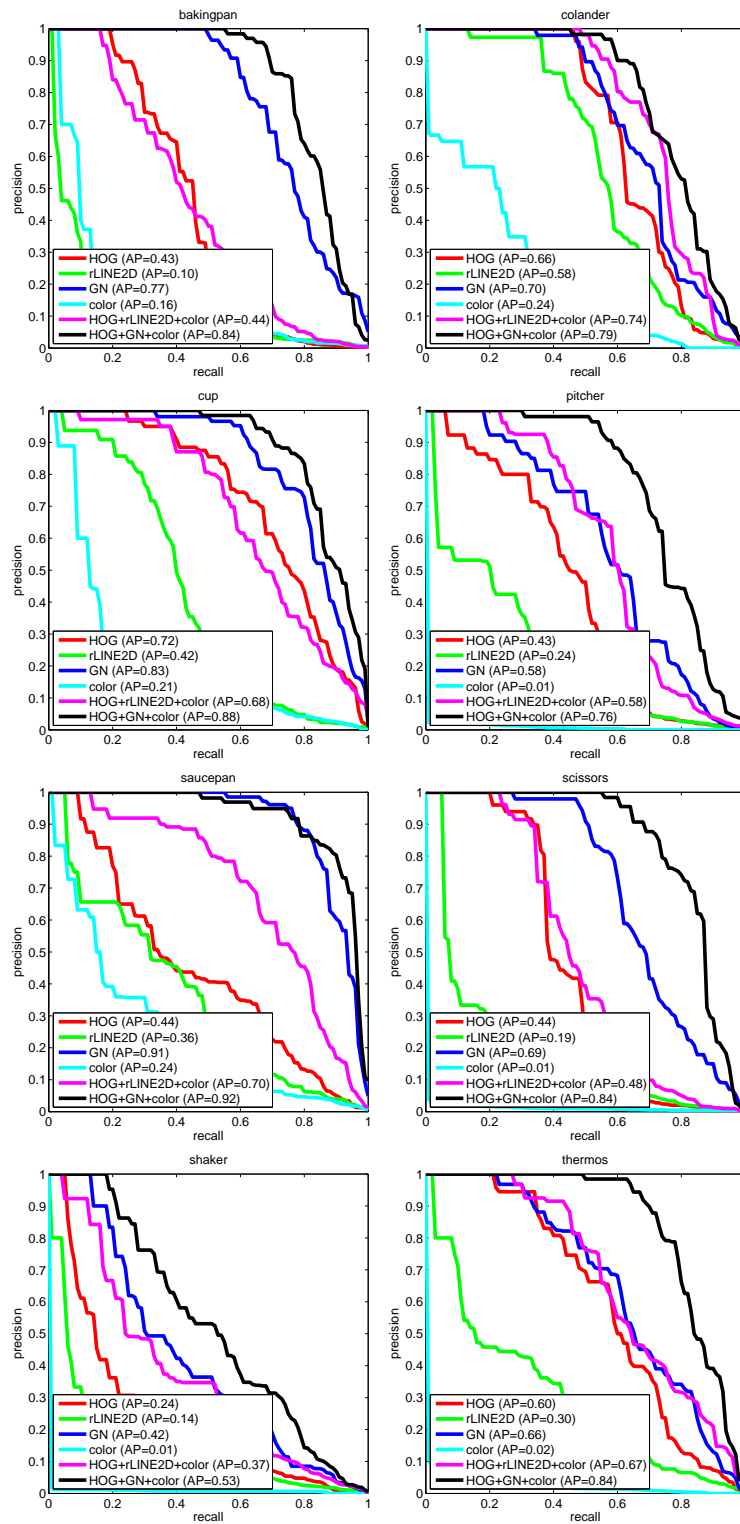 bakingpan
precision
1
0.9
0.8
0.7
0.6
0.5
0.4
0.3
0.2
0.1
0
HOG (AP=0.43)
rLINE2D (AP=0.10)
GN (AP=0.77)
color (AP=0.16)
HOG+rLINE2D+color (AP=0.44)
HOG+GN+color (AP=0.84)
0 0.2 0.4 0.6 0.8 1
recall
colander
precision
1
0.9
0.8
0.7
0.6
0.5
0.4
0.3
0.2
0.1
0
HOG (AP=0.66)
rLINE2D (AP=0.58)
GN (AP=0.70)
color (AP=0.24)
HOG+rLINE2D+color (AP=0.74)
HOG+GN+color (AP=0.79)
0 0.2 0.4 0.6 0.8
recall
cup
precision
1
0.9
0.8
0.7
0.6
0.5
0.4
0.3
0.2
0.1
0
HOG (AP=0.72)
rLINE2D (AP=0.42)
GN (AP=0.83)
color (AP=0.21)
HOG+rLINE2D+color (AP=0.68)
HOG+GN+color (AP=0.88)
0 0.2 0.4 0.6 0.8 1
recall
pitcher
precision
1
0.9
0.8
0.7
0.6
0.5
0.4
0.3
0.2
0.1
0
HOG (AP=0.43)
rLINE2D (AP=0.24)
GN (AP=0.58)
color (AP=0.01)
HOG+rLINE2D+color (AP=0.58)
HOG+GN+color (AP=0.76)
0 0.2 0.4 0.6 0.8
recall
saucepan
precision
1
0.9
0.8
0.7
0.6
0.5
0.4
0.3
0.2
0.1
0
HOG (AP=0.44)
rLINE2D (AP=0.36)
GN (AP=0.91)
color (AP=0.24)
HOG+rLINE2D+color (AP=0.70)
HOG+GN+color (AP=0.92)
0 0.2 0.4 0.6 0.8 1
recall
scissors
precision
1
0.9
0.8
0.7
0.6
0.5
0.4
0.3
0.2
0.1
0
HOG (AP=0.44)
rLINE2D (AP=0.19)
GN (AP=0.69)
color (AP=0.01)
HOG+rLINE2D+color (AP=0.48)
HOG+GN+color (AP=0.84)
0 0.2 0.4 0.6 0.8
recall
shaker
precision
1
0.9
0.8
0.7
0.6
0.5
0.4
0.3
0.2
0.1
0
HOG (AP=0.24)
rLINE2D (AP=0.14)
GN (AP=0.42)
color (AP=0.01)
HOG+rLINE2D+color (AP=0.37)
HOG+GN+color (AP=0.53)
0 0.2 0.4 0.6 0.8 1
recall
thermos
precision
1
0.9
0.8
0.7
0.6
0.5
0.4
0.3
0.2
0.1
0
HOG (AP=0.60)
rLINE2D (AP=0.30)
GN (AP=0.66)
color (AP=0.02)
HOG+rLINE2D+color (AP=0.67)
HOG+GN+color (AP=0.84)
0 0.2 0.4 0.6 0.8
recall